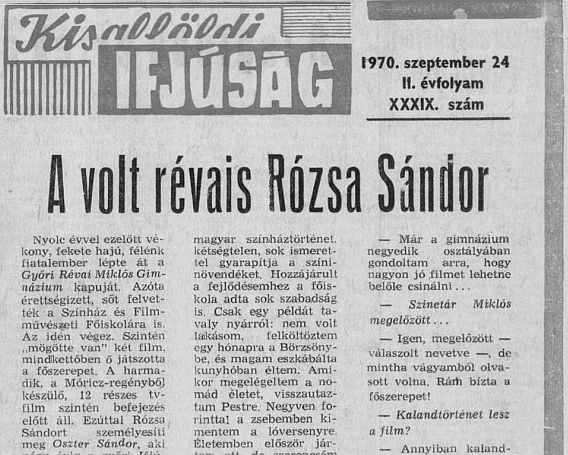 Kisalföldi
IFJÚSÁG
1970. szeptember 24
II. évfolyam
XXXIX. szám
A volt révais Rózsa Sándor
Nyolc évvel ezelőtt vé-
kony, fekete hajú, félénk
fiatalember lépte át a
Győri Révai Miklós Gim-
názium kapuját. Azóta
érettségizett, sőt felvet-
ték a Színház és Film-
művészeti Főiskolára is.
Az idén végez. Szintén
„mögötte van” két film,
mindkettőben ő játszotta
a főszerepet. A harma-
dik, a Móricz-regényből
készülő, 12 részes tv-
film szintén befejezés
előtt áll. Ezúttal Rózsa
Sándort személyesíti
meg Oszter Sándor, aki
magyar színháztörténet.
kétségtelen, sok ismeret-
tel gyarapítja a színi-
növendéket. Hozzájárult
a fejlődésemhez a főis-
kola adta sok szabadság
is. Csak egy példát ta-
valy nyárról: nem volt
lakásom, felköltöztem
egy hónapra a Börzsöny-
be, és magam eszkábálta
kunyhóban éltem. Ami-
kor megelégeltem a no-
mád életet, visszautaz-
tam Pestre. Negyven fo-
rinttal a zsebemben ki-
mentem a lóversenyre.
Életemben először jár-
— Már a gimnázium
negyedik osztályában
gondoltam arra, hogy
nagyon jó filmet lehetne
belőle csinálni ...
— Szinetár Miklós
megelőzött ...
— Igen, megelőzött —
válaszolt nevetve —, de
mintha vágyamból olva-
sott volna. Rám bízta a
főszerepet!
— Kalandtörténet lesz
a film?
— Annyiban kaland-